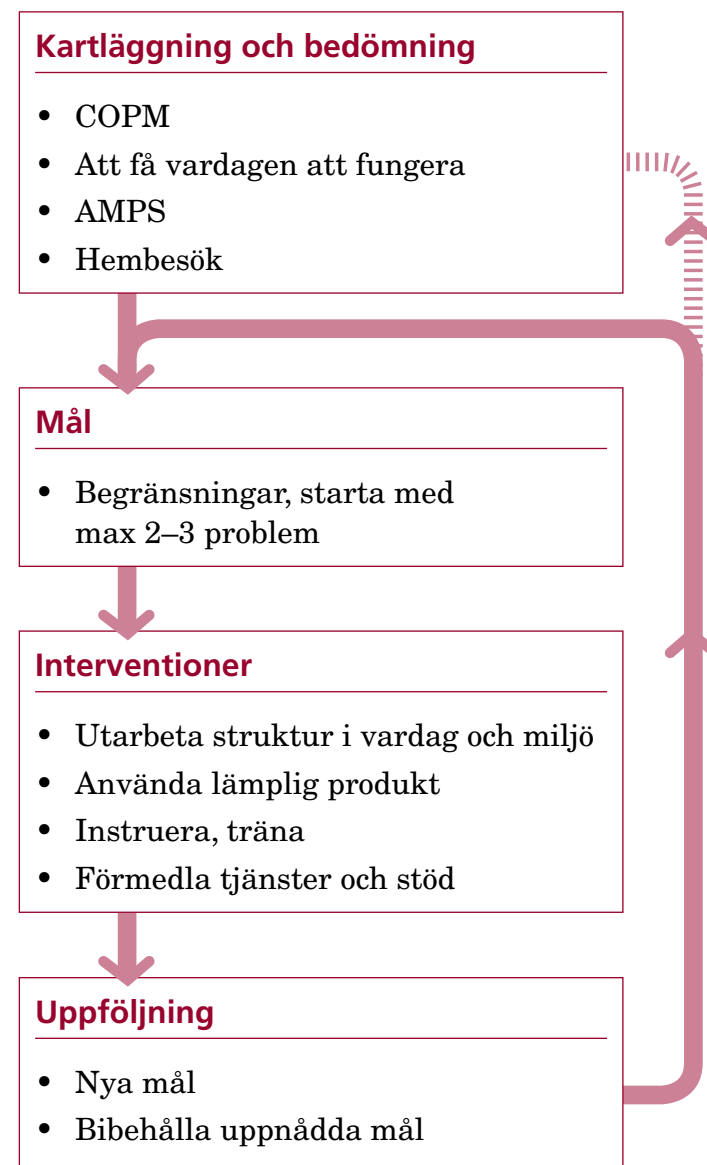 Kartläggning och bedömning
• COPM
• Att få vardagen att fungera
• AMPS
• Hembesök
Mål
• Begränsningar, starta med
max 2–3 problem
Interventioner
• Utarbeta struktur i vardag och miljö
• Använda lämplig produkt
• Instruera, träna
• Förmedla tjänster och stöd
Uppföljning
• Nya mål
• Bibehålla uppnådda mål